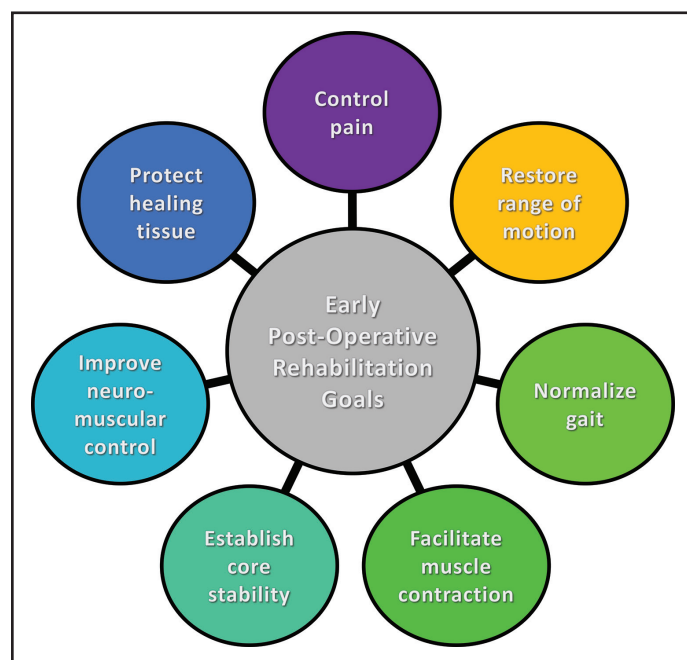 Control
pain
Restore
range of
motion
Normalize
gait
Facilitate
muscle
contraction
Establish
core
stability
Improve
neuro-
muscular
control
Protect
healing
tissue
Early
Post-Operative
Rehabilitation
Goals